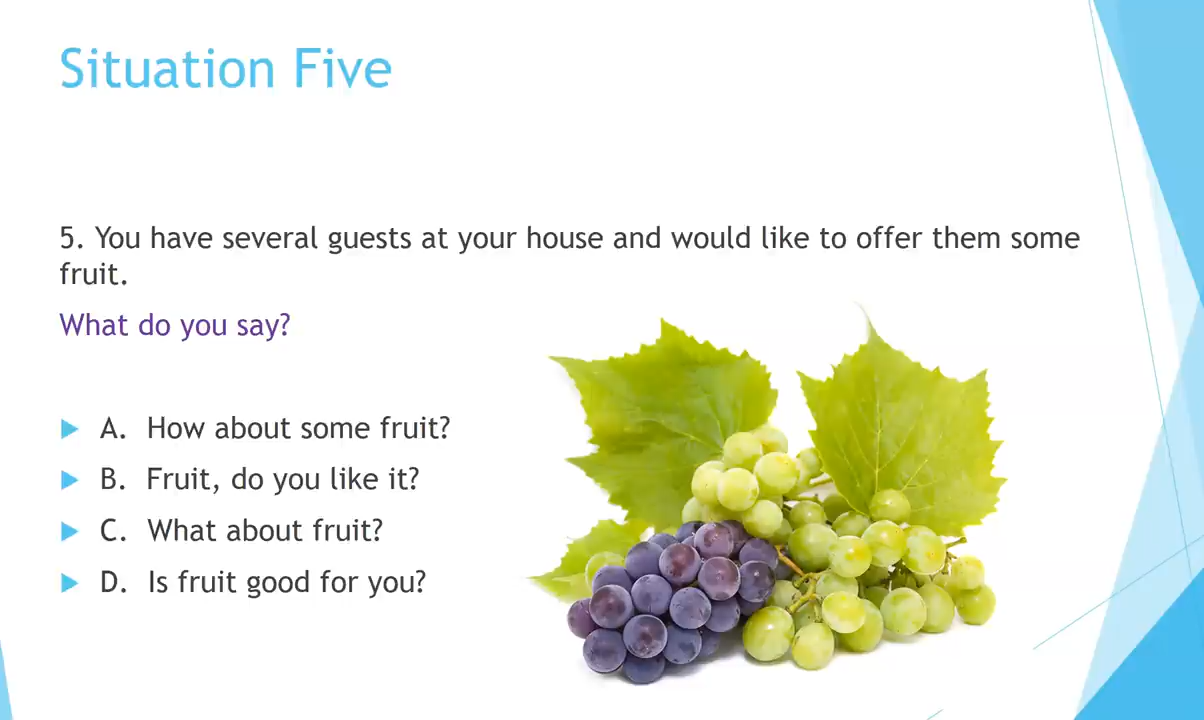 Situation Five
5. You have several guests at your house and would like to offer them some
fruit.
What do you say?
A. How about some fruit?
B. Fruit, do you like it?
C. What about fruit?
D. Is fruit good for you?